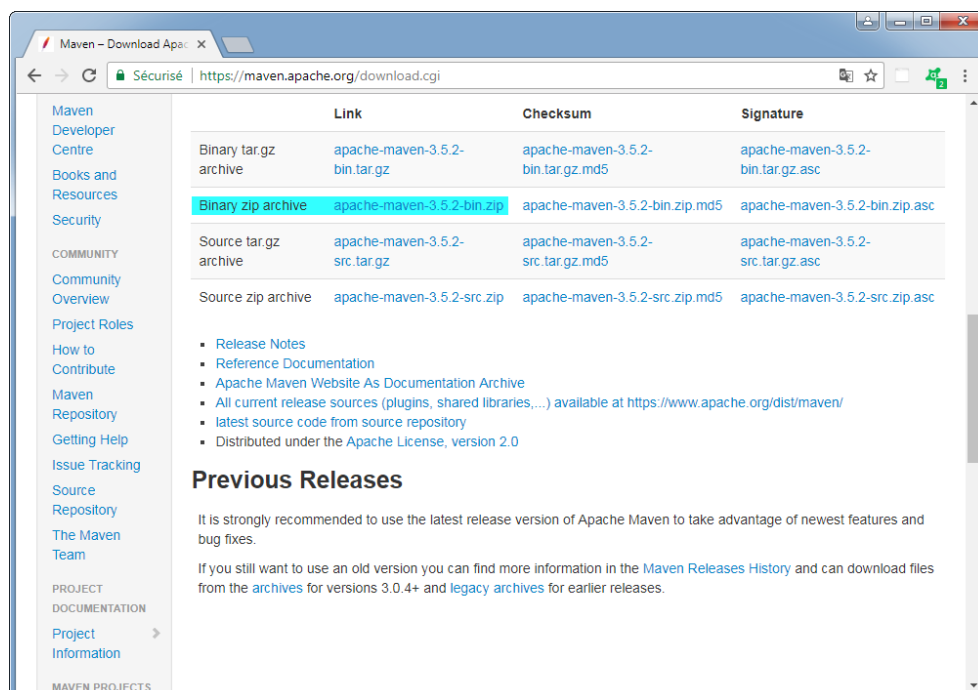 Maven – Download Apac
Sécurisé | https://maven.apache.org/download.cgi
2
Maven
Developer
Centre
Books and
Resources
Security
COMMUNITY
Community
Overview
Project Roles
How to
Contribute
Maven
Repository
Getting Help
Issue Tracking
Source
Repository
The Maven
Team
PROJECT
DOCUMENTATION
Project
Information
MAVEN PROJECTS
Link Checksum Signature
Binary tar.gz apache-maven-3.5.2- apache-maven-3.5.2- apache-maven-3.5.2-
archive bin.tar.gz bin.tar.gz.md5 bin.tar.gz.asc
Binary zip archive apache-maven-3.5.2-bin.zip apache-maven-3.5.2-bin.zip.md5 apache-maven-3.5.2-bin.zip.asc
Source tar.gz apache-maven-3.5.2- apache-maven-3.5.2- apache-maven-3.5.2-
archive src.tar.gz src.tar.gz.md5 src.tar.gz.asc
Source zip archive apache-maven-3.5.2-src.zip apache-maven-3.5.2-src.zip.md5 apache-maven-3.5.2-src.zip.asc
Release Notes
Reference Documentation
Apache Maven Website As Documentation Archive
All current release sources (plugins, shared libraries,...) available at https://www.apache.org/dist/maven/
latest source code from source repository
Distributed under the Apache License, version 2.0
Previous Releases
It is strongly recommended to use the latest release version of Apache Maven to take advantage of newest features and
bug fixes.
If you still want to use an old version you can find more information in the Maven Releases History and can download files
from the archives for versions 3.0.4+ and legacy archives for earlier releases.